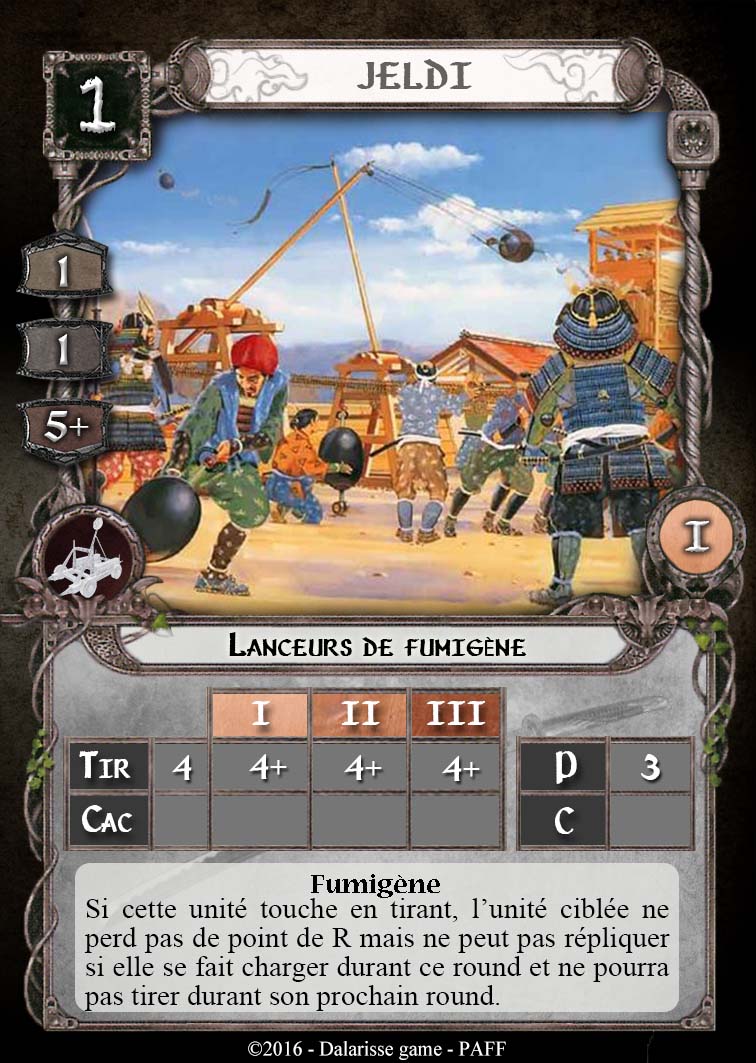 1
JELDI
1
1
5+
I
LANCEURS DE FUMIGÈNE
I II III
TIR 4 4+ 4+ 4+ P 3
CAC C
Fumigène
Si cette unité touche en tirant, l’unité ciblée ne
perd pas de point de R mais ne peut pas répliquer
si elle se fait charger durant ce round et ne pourra
pas tirer durant son prochain round.
©2016 - Dalarisse game - PAFF